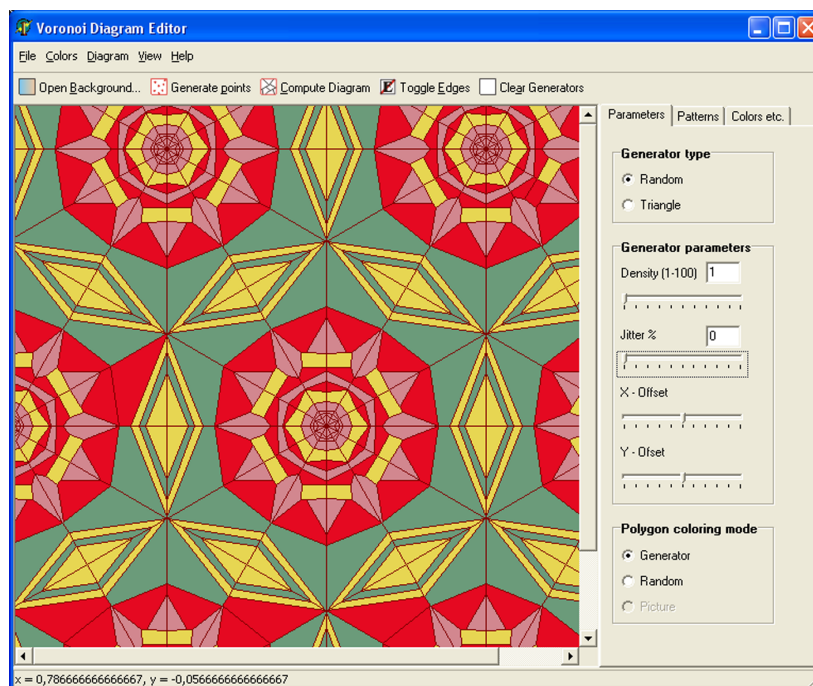 Voronoi Diagram Editor
File Colors Diagram View Help
Open Background... Generate points Compute Diagram Toggle Edges Clear Generators
Parameters Patterns Colors etc.
Generator type
Random
Triangle
Generator parameters
Density (1-100) 1
Jitter % 0
X - Offset
Y - Ofset
Polygon coloring mode
Generator
Random
Picture
x = 0,786666666666667, y = -0,0566666666666667